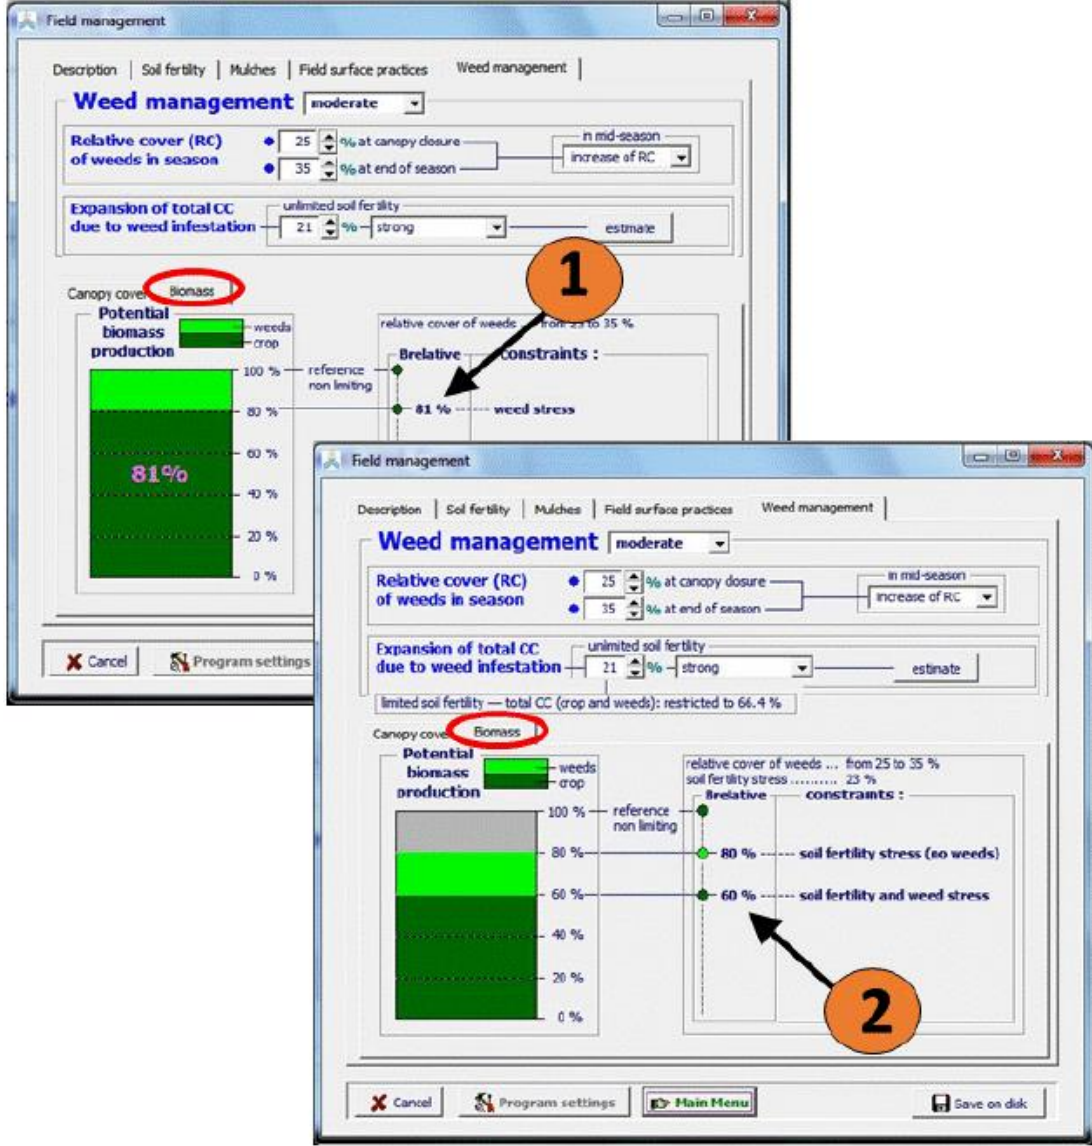 Field management
Description | Soil fertility | Mulches | Field surface practices Weed management
Weed management moderate
Relative cover (RC) 25 % at canopy closure in mid-season
of weeds in season 35 % at end of season increase of RC
Expansion of total CC unlimited soil fertility
due to weed infestation 21 % strong estimate
1
Canopy cover Biomass
Potential
biomass
production
weeds
crop
relative cover of weeds ... from 25 to 35 %
Brelative constraints :
100 % reference
non limiting
80 % 81 % weed stress
60 %
81%
40 %
20 %
0 %
Cancel Program settings
Field management
Description | Soil fertility | Mulches | Field surface practices Weed management
Weed management moderate
Relative cover (RC) 25 % at canopy closure in mid-season
of weeds in season 35 % at end of season increase of RC
Expansion of total CC unlimited soil fertility
due to weed infestation 21 % strong estimate
limited soil fertility — total CC (crop and weeds): restricted to 66.4 %
Canopy cover Biomass
Potential
biomass
production
weeds
crop
relative cover of weeds ... from 25 to 35 %
soil fertility stress .......... 23 %
Brelative constraints :
100 % reference
non limiting
80 % 80 % soil fertility stress (no weeds)
60 % 60 % soil fertility and weed stress
40 %
20 %
0 %
2
Cancel Program settings Main Menu Save on disk